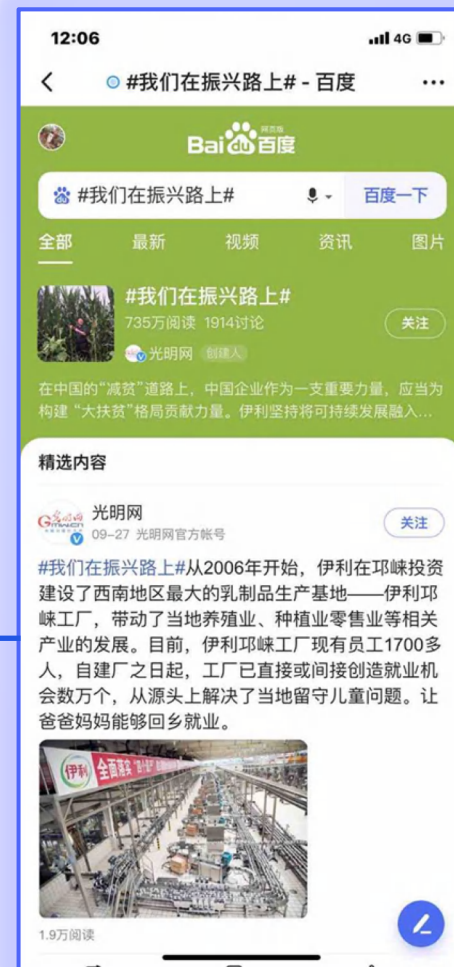 12:06
4G
#我们在振兴路上# - 百度
Bai du 百度 网页版
#我们在振兴路上#
百度一下
全部 最新 视频 资讯 图片
#我们在振兴路上#
735万阅读 1914讨论
关注
光明网 创建人
在中国的“减贫”道路上，中国企业作为一支重要力量，应当为
构建 “大扶贫”格局贡献力量。伊利坚持将可持续发展融入...
精选内容
光明网
Gmw.cn
光明网
09-27 光明网官方帐号
关注
#我们在振兴路上#从2006年开始，伊利在邛崃投资
建设了西南地区最大的乳制品生产基地——伊利邛
崃工厂，带动了当地养殖业、种植业零售业等相关
产业的发展。目前，伊利邛崃工厂现有员工1700多
人，自建厂之日起，工厂已直接或间接创造就业机
会数万个，从源头上解决了当地留守儿童问题。让
爸爸妈妈能够回乡就业。
伊利
全面落实
1.9万阅读